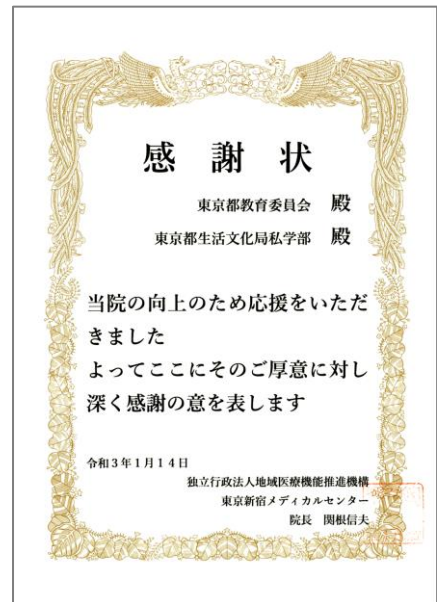 感謝状
東京都教育委員会 殿
東京都生活文化局私学部 殿
当院の向上のため応援をいただ
きました
よってここにそのご厚意に対し
深く感謝の意を表します
令和3年1月14日
独立行政法人地域医療機能推進機構
東京新宿メディカルセンター
院長 関根信夫